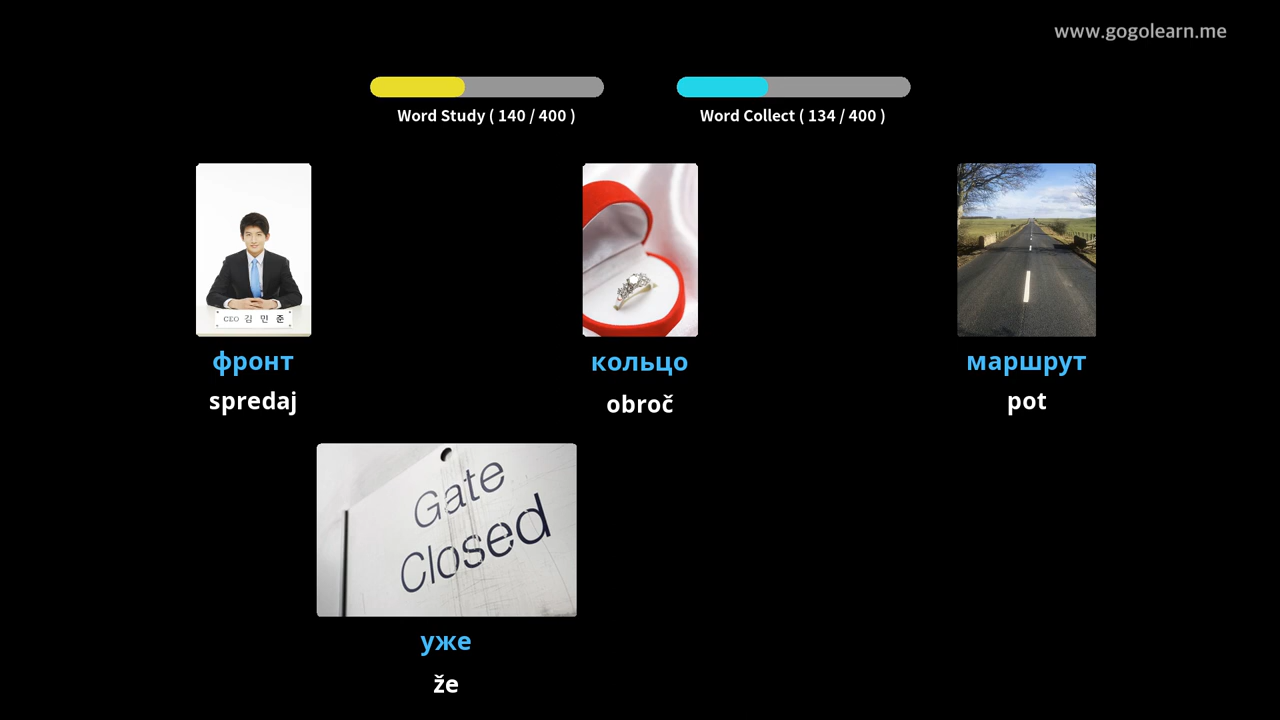 www.gogolearn.me
Word Study ( 140 / 400 )
Word Collect ( 134 / 400 )
CEO 김 민 준
фронт
кольцо
маршрут
spredaj
obroč
pot
Gate
Closed
уже
že